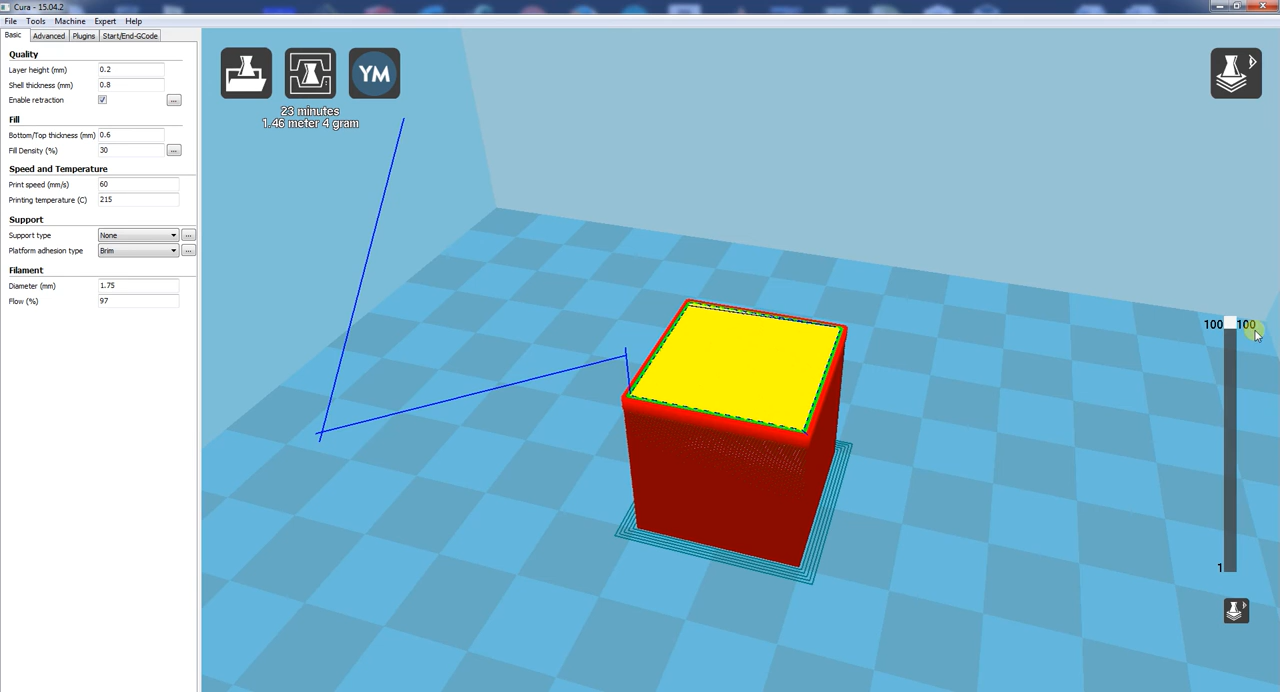 Cura - 15.04.2
File Tools Machine Expert Help
Basic Advanced Plugins Start/End-GCode
Quality
Layer height (mm) 0.2
Shell thickness (mm) 0.8
Enable retraction ...
Fill
Bottom/Top thickness (mm) 0.6
Fill Density (%) 30 ...
Speed and Temperature
Print speed (mm/s) 60
Printing temperature (C) 215
Support
Support type None ...
Platform adhesion type Brim ...
Filament
Diameter (mm) 1.75
Flow (%) 97
YM
23 minutes
1.46 meter 4 gram
100 100
1